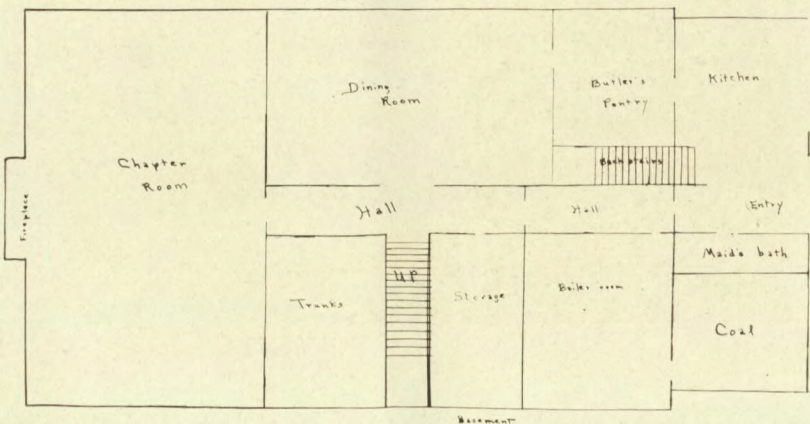 Dining
Room
Butler's
Pantry
Kitchen
Chapter
Room
Back stairs
Fireplace
Hall
Hall
Entry
Maid's bath
UP
Trunks
Storage
Boiler room
Coal
Basement